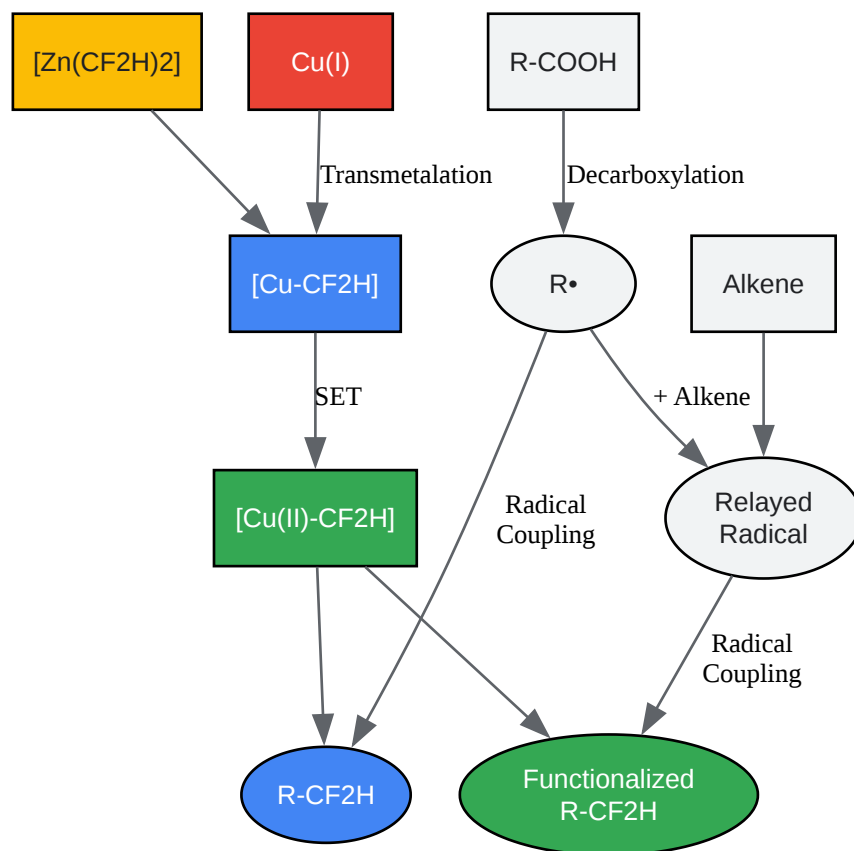 [Zn(CF2H)2]
Cu(I)
R-COOH
Transmetalation
Decarboxylation
[Cu-CF2H]
R•
Alkene
SET
+ Alkene
[Cu(II)-CF2H]
Radical
Coupling
Relayed
Radical
Radical
Coupling
R-CF2H
Functionalized
R-CF2H